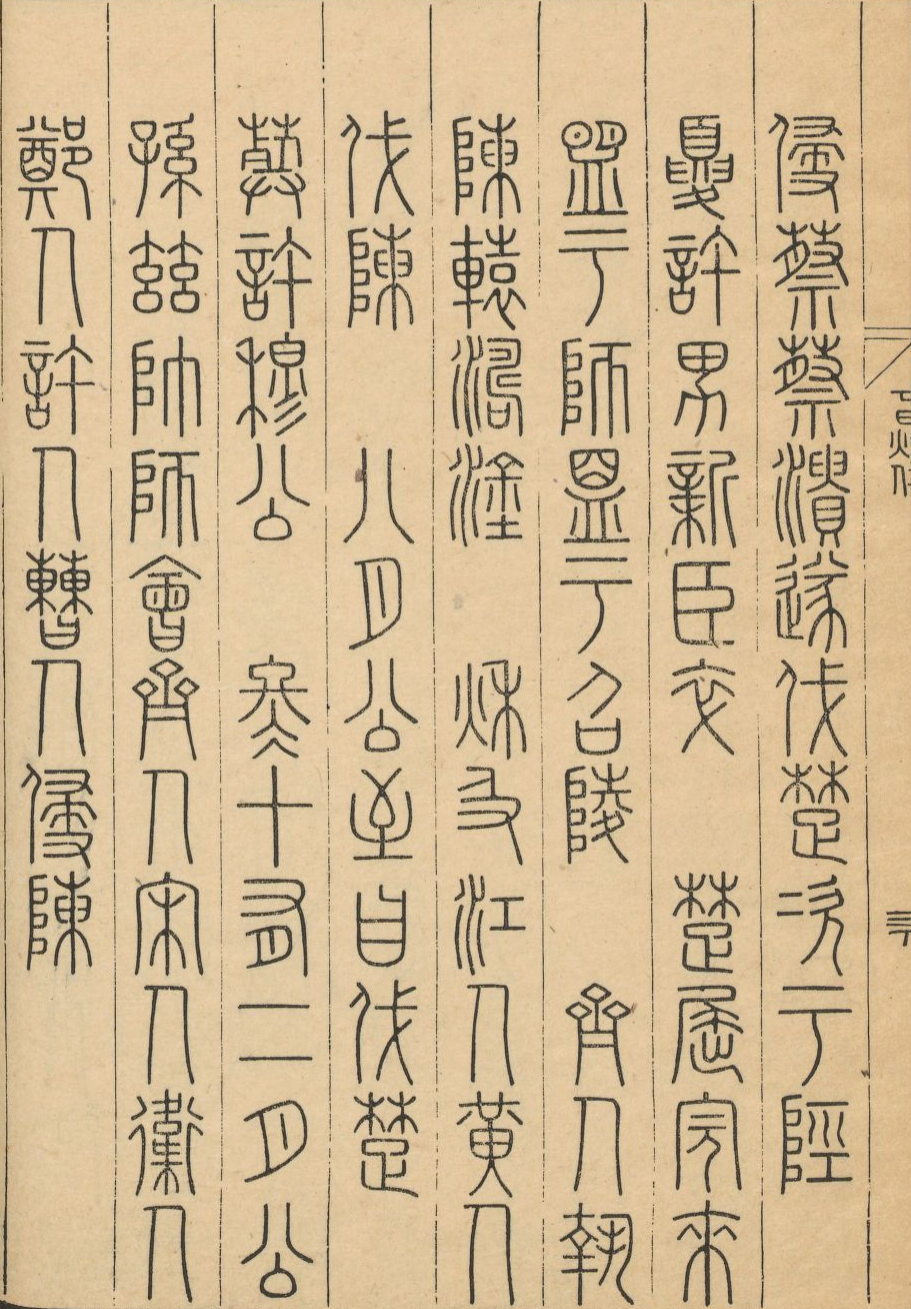 侵蔡蔡潰遂伐楚次于陘
夏許男新臣卒　楚屈完來
盟于師盟于召陵　齊人執
陳轅濤塗　秋及江人黃人
伐陳　八月公至自伐楚
葬許穆公　冬十有二月公
孫茲帥師會齊人宋人衛人
鄭人許人曹人侵陳